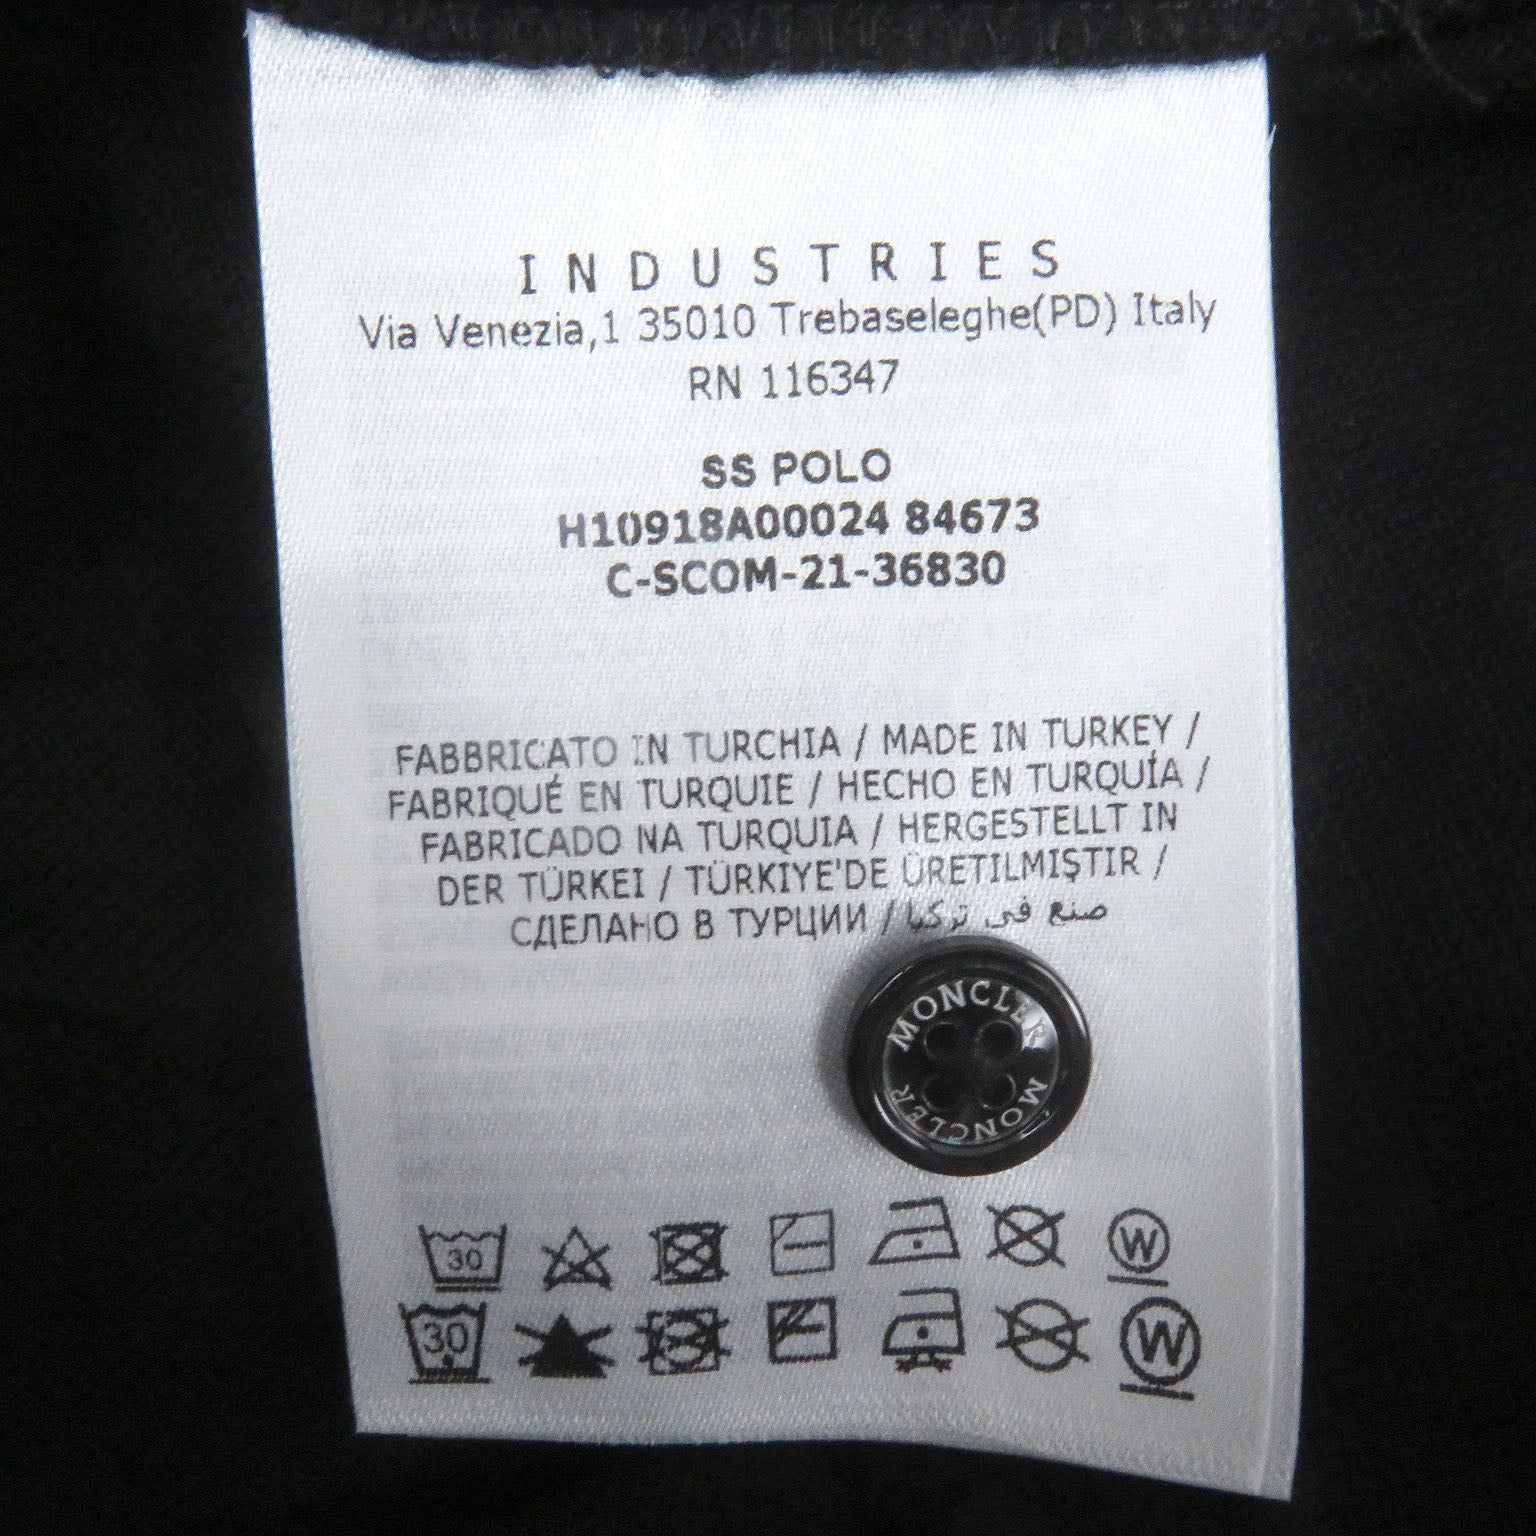 INDUSTRIES
Via Venezia,1 35010 Trebaseleghe(PD) Italy
RN 116347
SS POLO
H10918A00024 84673
C-SCOM-21-36830
FABBRICATO IN TURCHIA / MADE IN TURKEY /
FABRIQUÉ EN TURQUIE / HECHO EN TURQUÍA /
FABRICADO NA TURQUIA / HERGESTELLT IN
DER TÜRKEI / TÜRKIYE'DE ÜRETILMIŞTIR /
СДЕЛАНО В ТУРЦИИ / صنع في تركيا
MONCLER
MONCLER
30 W
30 W